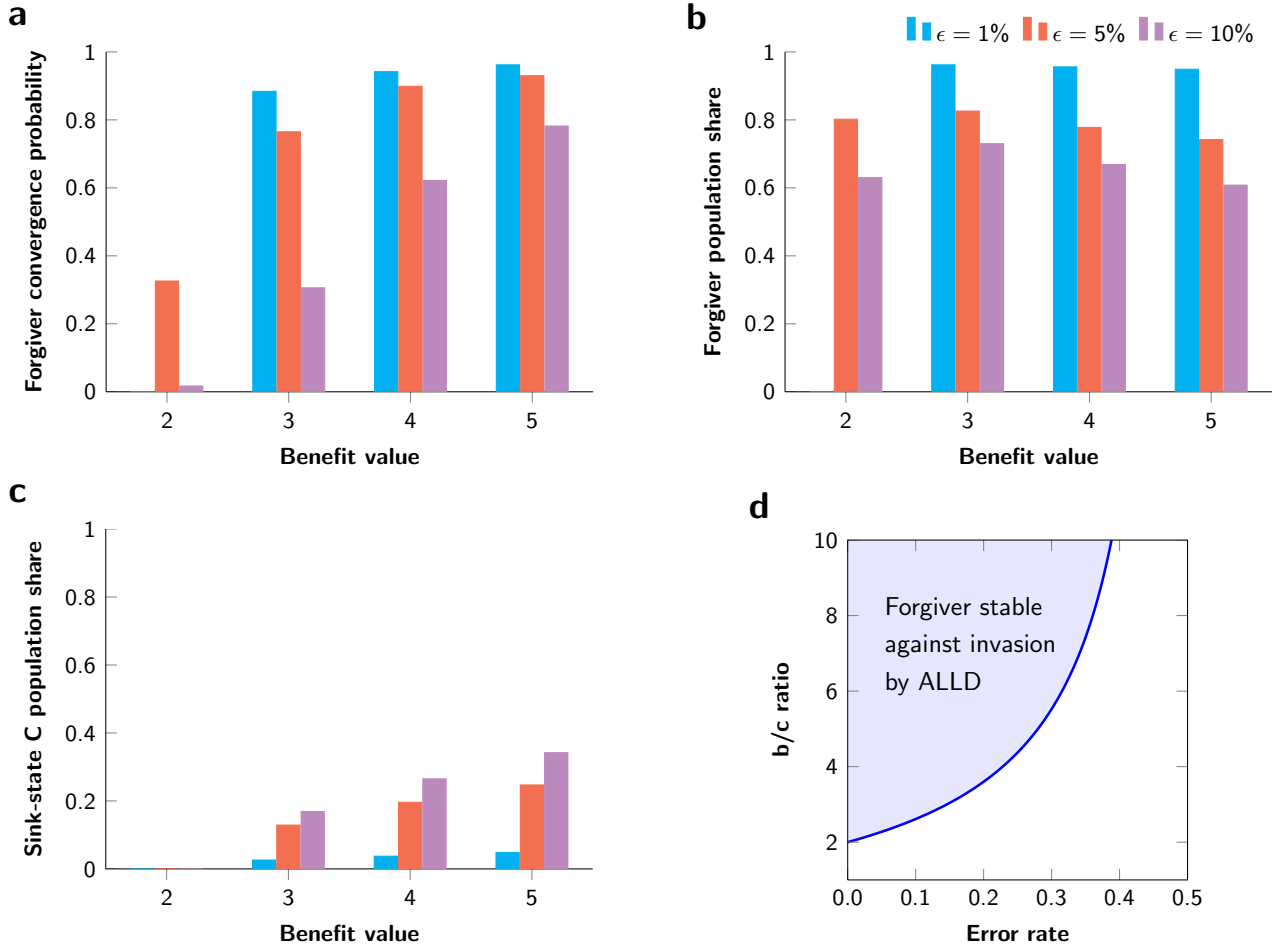 a
Forgiver convergence probability
1
0.8
0.6
0.4
0.2
0
2 3 4 5
Benefit value
b
ϵ = 1% ϵ = 5% ϵ = 10%
Forgiver population share
1
0.8
0.6
0.4
0.2
0
2 3 4 5
Benefit value
c
Sink-state C population share
1
0.8
0.6
0.4
0.2
0
2 3 4 5
Benefit value
d
b/c ratio
10
8
6
4
2
Forgiver stable
against invasion
by ALLD
0.0 0.1 0.2 0.3 0.4 0.5
Error rate